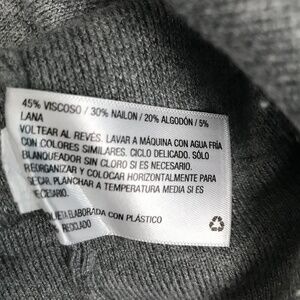 45% VISCOSO / 30% NAILON / 20% ALGODÓN / 5%
LANA
VOLTEAR AL REVÉS. LAVAR A MÁQUINA CON AGUA FRÍA
CON COLORES SIMILARES. CICLO DELICADO. SÓLO
BLANQUEADOR SIN CLORO SI ES NECESARIO.
REORGANIZAR Y COLOCAR HORIZONTALMENTE PARA
SECAR. PLANCHAR A TEMPERATURA MEDIA SI ES
NECESARIO.
ELABORADA CON PLÁSTICO
RECICLADO